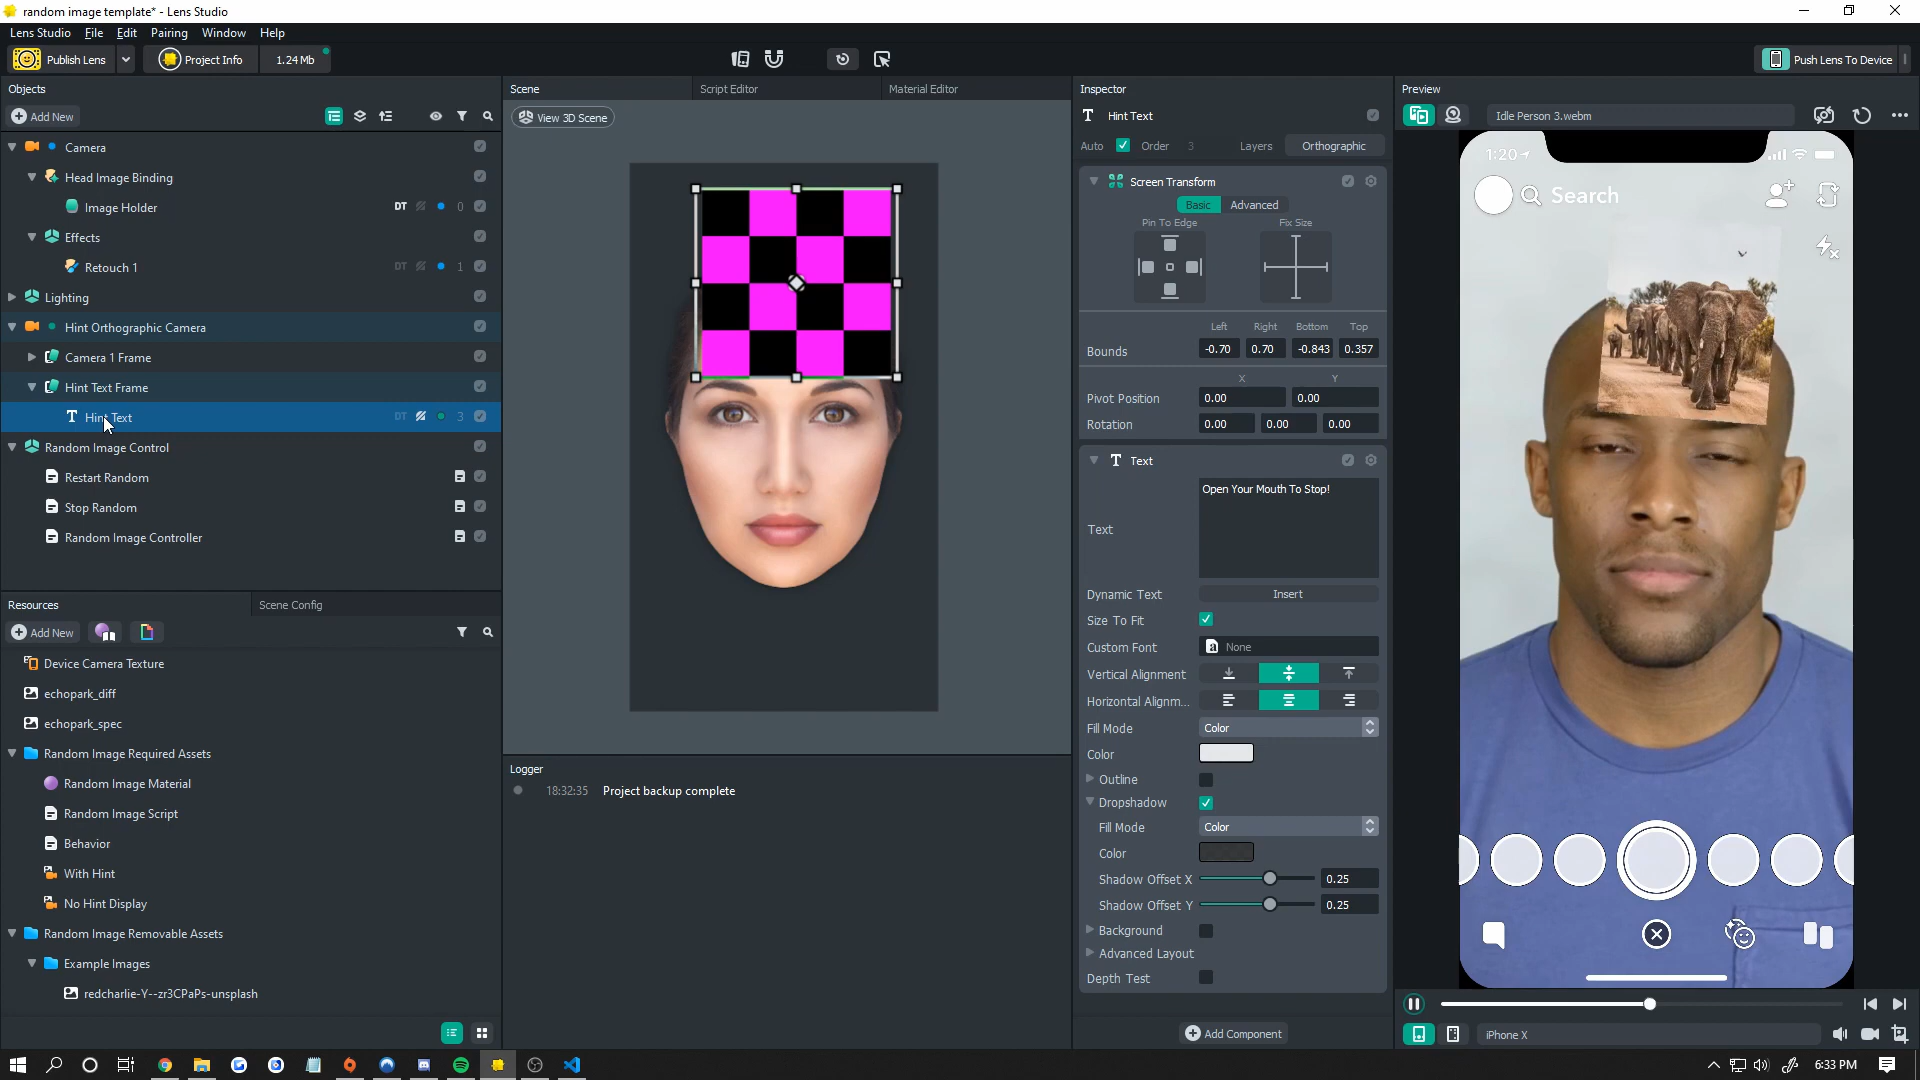 random image template* - Lens Studio
Lens Studio File Edit Pairing Window Help
Publish Lens Project Info 1.24 Mb Push Lens To Device
Objects
Add New
Camera
Head Image Binding
Image Holder DT 0
Effects
Retouch 1 DT 1
Lighting
Hint Orthographic Camera
Camera 1 Frame
Hint Text Frame
T Hint Text DT 3
Random Image Control
Restart Random
Stop Random
Random Image Controller
Resources Scene Config
Add New
Device Camera Texture
echopark_diff
echopark_spec
Random Image Required Assets
Random Image Material
Random Image Script
Behavior
With Hint
No Hint Display
Random Image Removable Assets
Example Images
redcharlie-Y--zr3CPaPs-unsplash
Scene Script Editor Material Editor
View 3D Scene
Logger
18:32:35 Project backup complete
Inspector
T Hint Text
Auto Order 3 Layers Orthographic
Screen Transform
Basic Advanced
Pin To Edge Fix Size
Left Right Bottom Top
Bounds -0.70 0.70 -0.843 0.357
X Y
Pivot Position 0.00 0.00
Rotation 0.00 0.00 0.00
T Text
Text Open Your Mouth To Stop!
Dynamic Text Insert
Size To Fit
Custom Font a None
Vertical Alignment
Horizontal Alignm...
Fill Mode Color
Color
Outline
Dropshadow
Fill Mode Color
Color
Shadow Offset X 0.25
Shadow Offset Y 0.25
Background
Advanced Layout
Depth Test
Add Component
Preview
Idle Person 3.webm
1:20
Search
iPhone X
6:33 PM